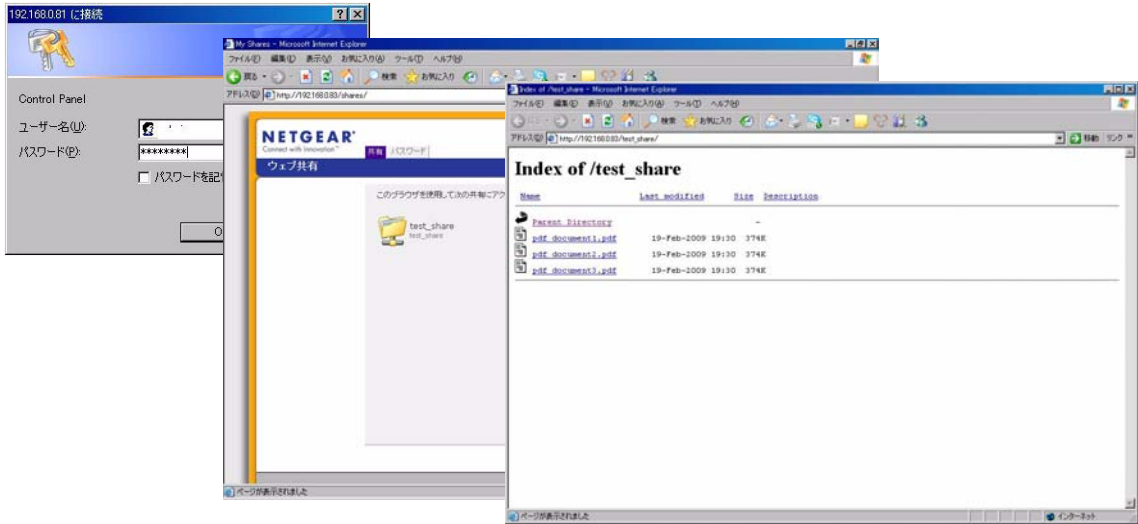 192.168.0.81 に接続
Control Panel
ユーザー名(U):
パスワード(P):
********
パスワードを記
O
My Shares - Microsoft Internet Explorer
ファイル(F) 編集(E) 表示(V) お気に入り(A) ツール(T) ヘルプ(H)
戻る 検索 お気に入り
アドレス(D) http://192.168.0.83/shares/
NETGEAR
Connect with Innovation™
共有 パスワード
ウェブ共有
このブラウザを使用して次の共有にアク
test_share
test_share
ページが表示されました
Index of /test_share - Microsoft Internet Explorer
ファイル(F) 編集(E) 表示(V) お気に入り(A) ツール(T) ヘルプ(H)
検索 お気に入り
アドレス(D) http://192.168.0.83/test_share/ 移動 リンク »
Index of /test_share
Name Last modified Size Description
Parent Directory -
pdf document1.pdf 19-Feb-2009 19:30 374K
pdf document2.pdf 19-Feb-2009 19:30 374K
pdf document3.pdf 19-Feb-2009 19:30 374K
ページが表示されました インターネット